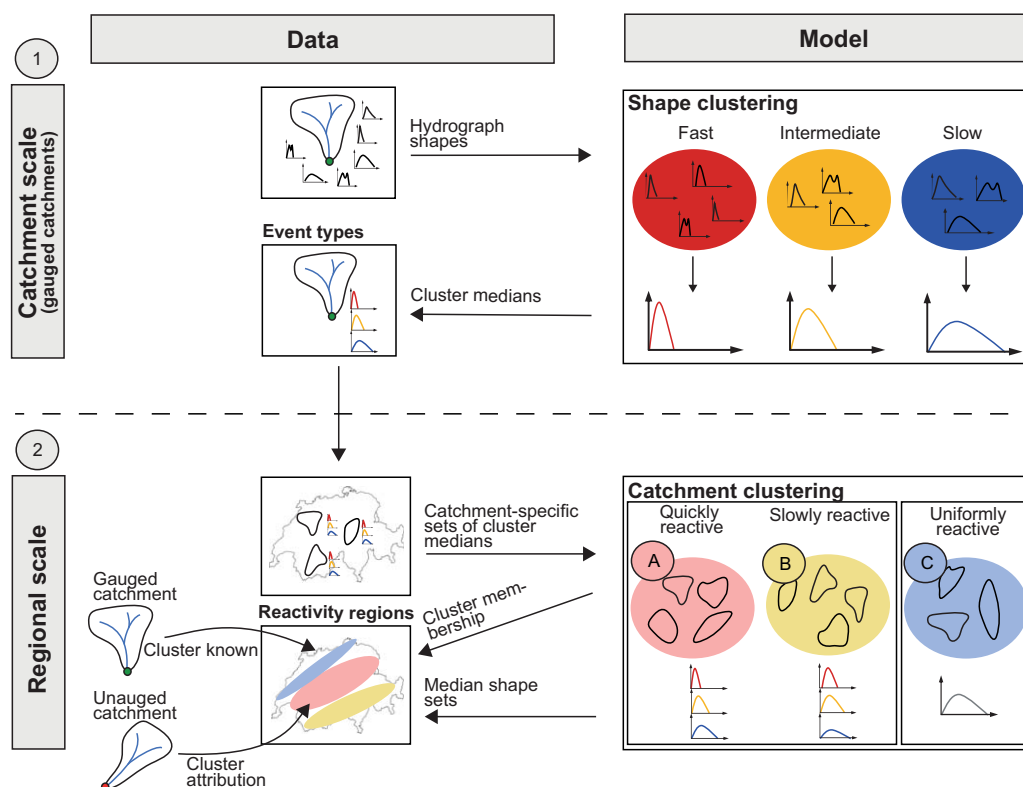 Data
Model
1
Catchment scale
(gauged catchments)
Hydrograph
shapes
Shape clustering
Fast
Intermediate
Slow
Event types
Cluster medians
2
Regional scale
Catchment-specific
sets of cluster
medians
Catchment clustering
Quickly
reactive
Slowly reactive
Uniformly
reactive
A
B
C
Gauged
catchment
Cluster known
Reactivity regions
Cluster mem-
bership
Unauged
catchment
Median shape
sets
Cluster
attribution